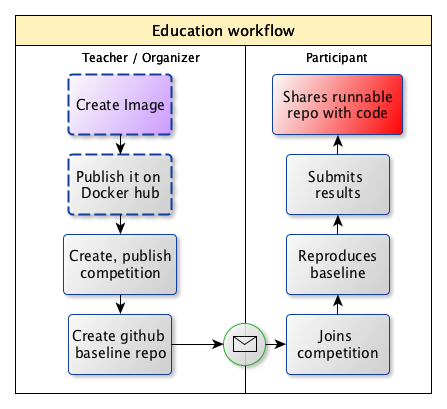 Education workflow
Teacher / Organizer
Create Image
Publish it on
Docker hub
Create, publish
competition
Create github
baseline repo
Participant
Shares runnable
repo with code
Submits
results
Reproduces
baseline
Joins
competition